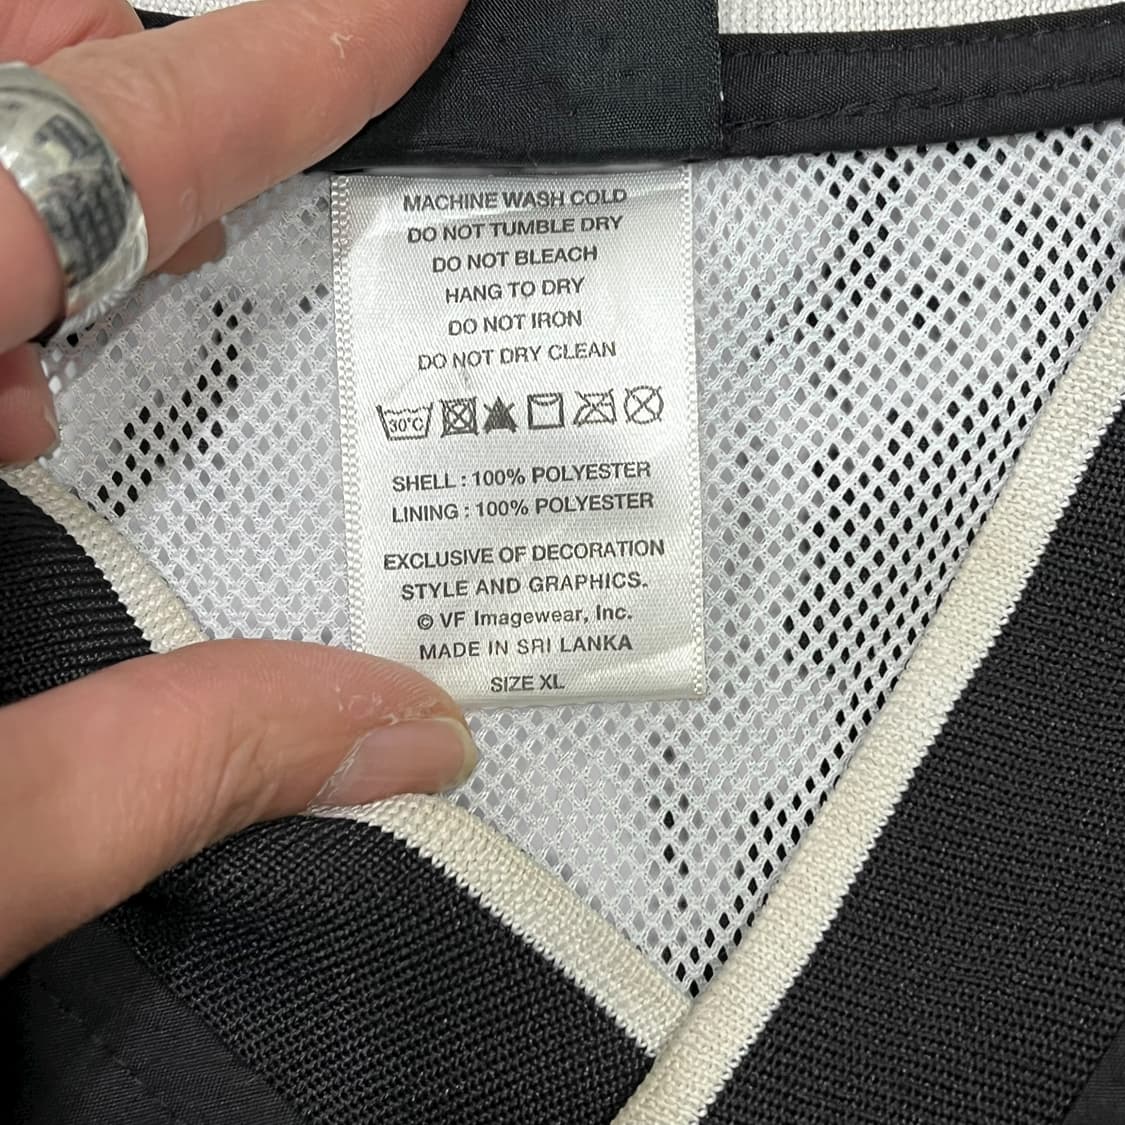 MACHINE WASH COLD
DO NOT TUMBLE DRY
DO NOT BLEACH
HANG TO DRY
DO NOT IRON
DO NOT DRY CLEAN
30°C
SHELL : 100% POLYESTER
LINING : 100% POLYESTER
EXCLUSIVE OF DECORATION
STYLE AND GRAPHICS.
© VF Imagewear, Inc.
MADE IN SRI LANKA
SIZE XL